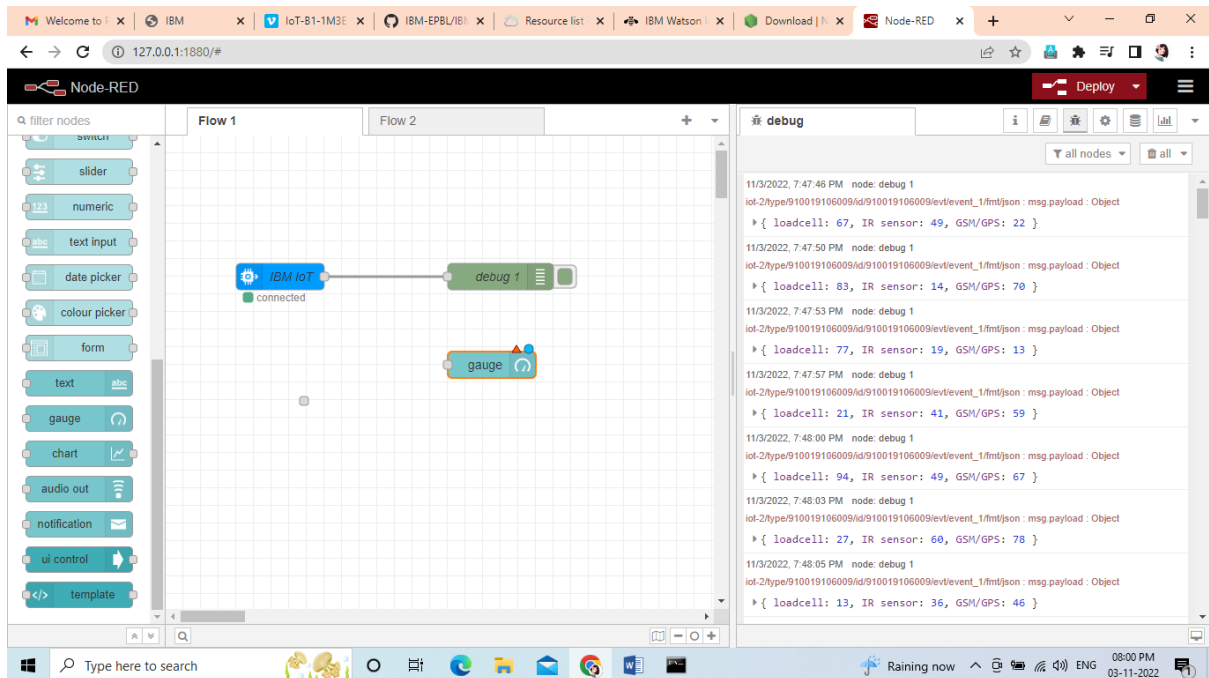 Welcome to F
IBM
IoT-B1-1M3E
IBM-EPBL/IBM
Resource list
IBM Watson I
Download | N
Node-RED
127.0.0.1:1880/#
Node-RED
Deploy
filter nodes
Flow 1
Flow 2
debug
all nodes
all
switch
slider
123 numeric
abc text input
date picker
colour picker
form
text abc
gauge
chart
audio out
notification
ui control
</> template
IBM IoT
connected
debug 1
gauge
11/3/2022, 7:47:46 PM node: debug 1
iot-2/type/910019106009/id/910019106009/evt/event_1/fmt/json : msg.payload : Object
{ loadcell: 67, IR sensor: 49, GSM/GPS: 22 }
11/3/2022, 7:47:50 PM node: debug 1
iot-2/type/910019106009/id/910019106009/evt/event_1/fmt/json : msg.payload : Object
{ loadcell: 83, IR sensor: 14, GSM/GPS: 70 }
11/3/2022, 7:47:53 PM node: debug 1
iot-2/type/910019106009/id/910019106009/evt/event_1/fmt/json : msg.payload : Object
{ loadcell: 77, IR sensor: 19, GSM/GPS: 13 }
11/3/2022, 7:47:57 PM node: debug 1
iot-2/type/910019106009/id/910019106009/evt/event_1/fmt/json : msg.payload : Object
{ loadcell: 21, IR sensor: 41, GSM/GPS: 59 }
11/3/2022, 7:48:00 PM node: debug 1
iot-2/type/910019106009/id/910019106009/evt/event_1/fmt/json : msg.payload : Object
{ loadcell: 94, IR sensor: 49, GSM/GPS: 67 }
11/3/2022, 7:48:03 PM node: debug 1
iot-2/type/910019106009/id/910019106009/evt/event_1/fmt/json : msg.payload : Object
{ loadcell: 27, IR sensor: 60, GSM/GPS: 78 }
11/3/2022, 7:48:05 PM node: debug 1
iot-2/type/910019106009/id/910019106009/evt/event_1/fmt/json : msg.payload : Object
{ loadcell: 13, IR sensor: 36, GSM/GPS: 46 }
Type here to search
Raining now
ENG
08:00 PM
03-11-2022